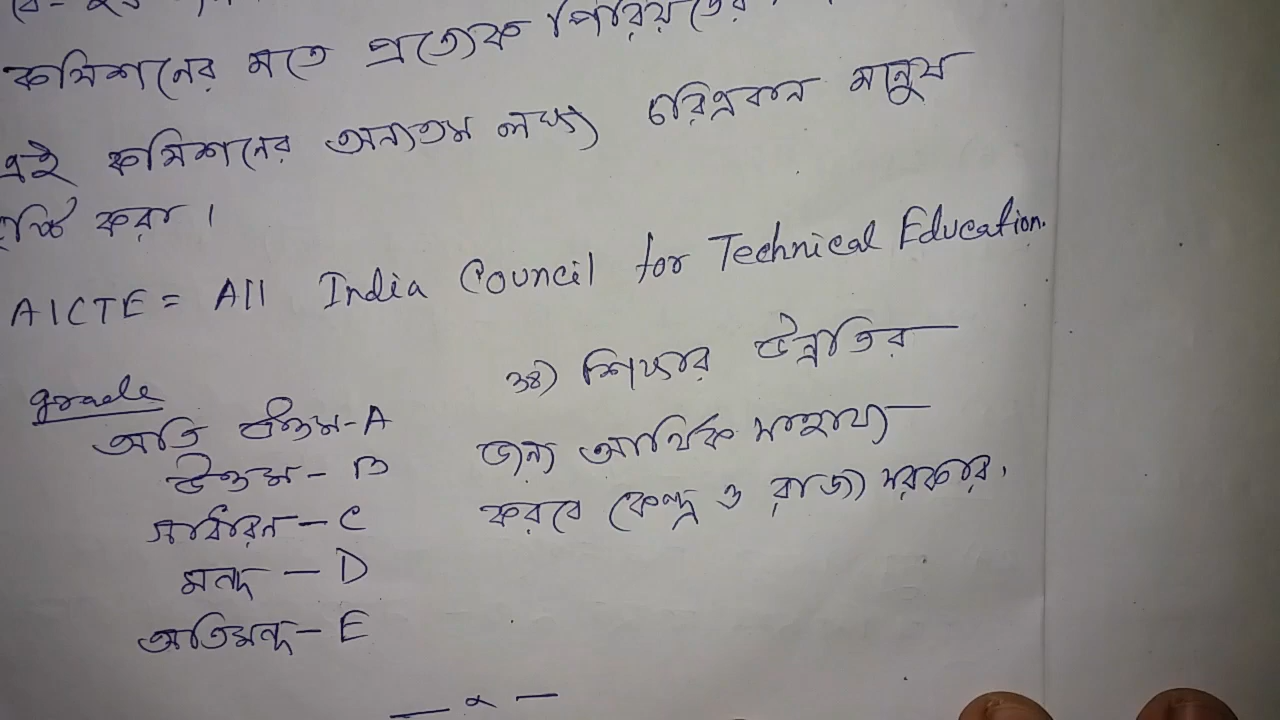 কমিশনের মতে প্রত্যেক পিরিয়ডের
এই কমিশনের অন্যতম লক্ষ্য চরিত্রবান মানুষ
সৃষ্টি করা।
AICTE = All India Council for Technical Education.
grade
অতি উত্তম - A
উত্তম - B
সাধারন - C
মন্দ - D
অতিমন্দ - E
৩৪) শিক্ষার উন্নতির
জন্য আর্থিক সাহায্য
করবে কেন্দ্র ও রাজ্য সরকার।